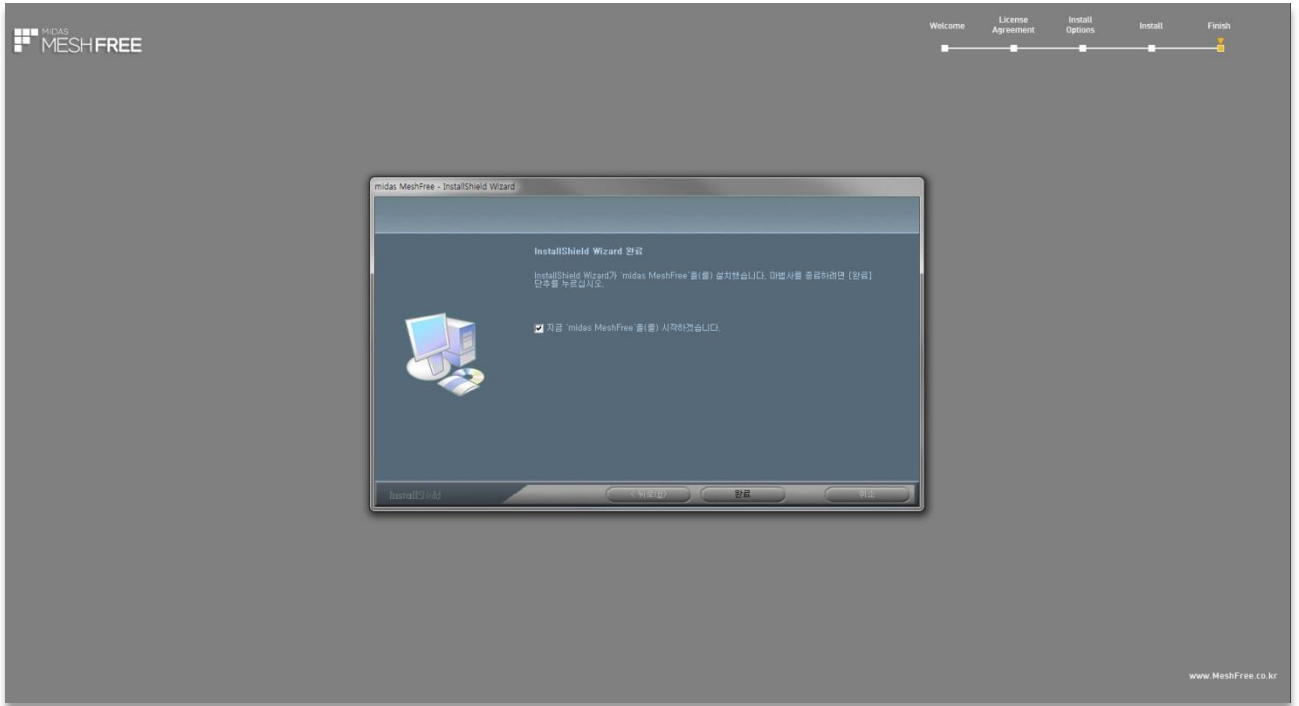 MIDAS
MESHFREE
Welcome
License
Agreement
Install
Options
Install
Finish
midas MeshFree - InstallShield Wizard
InstallShield Wizard 완료
InstallShield Wizard가 'midas MeshFree'을(를) 설치했습니다. 마법사를 종료하려면 [완료]
단추를 누르십시오.
지금 'midas MeshFree'을(를) 시작하겠습니다.
InstallShield
< 뒤로(B)
완료
취소
www.MeshFree.co.kr